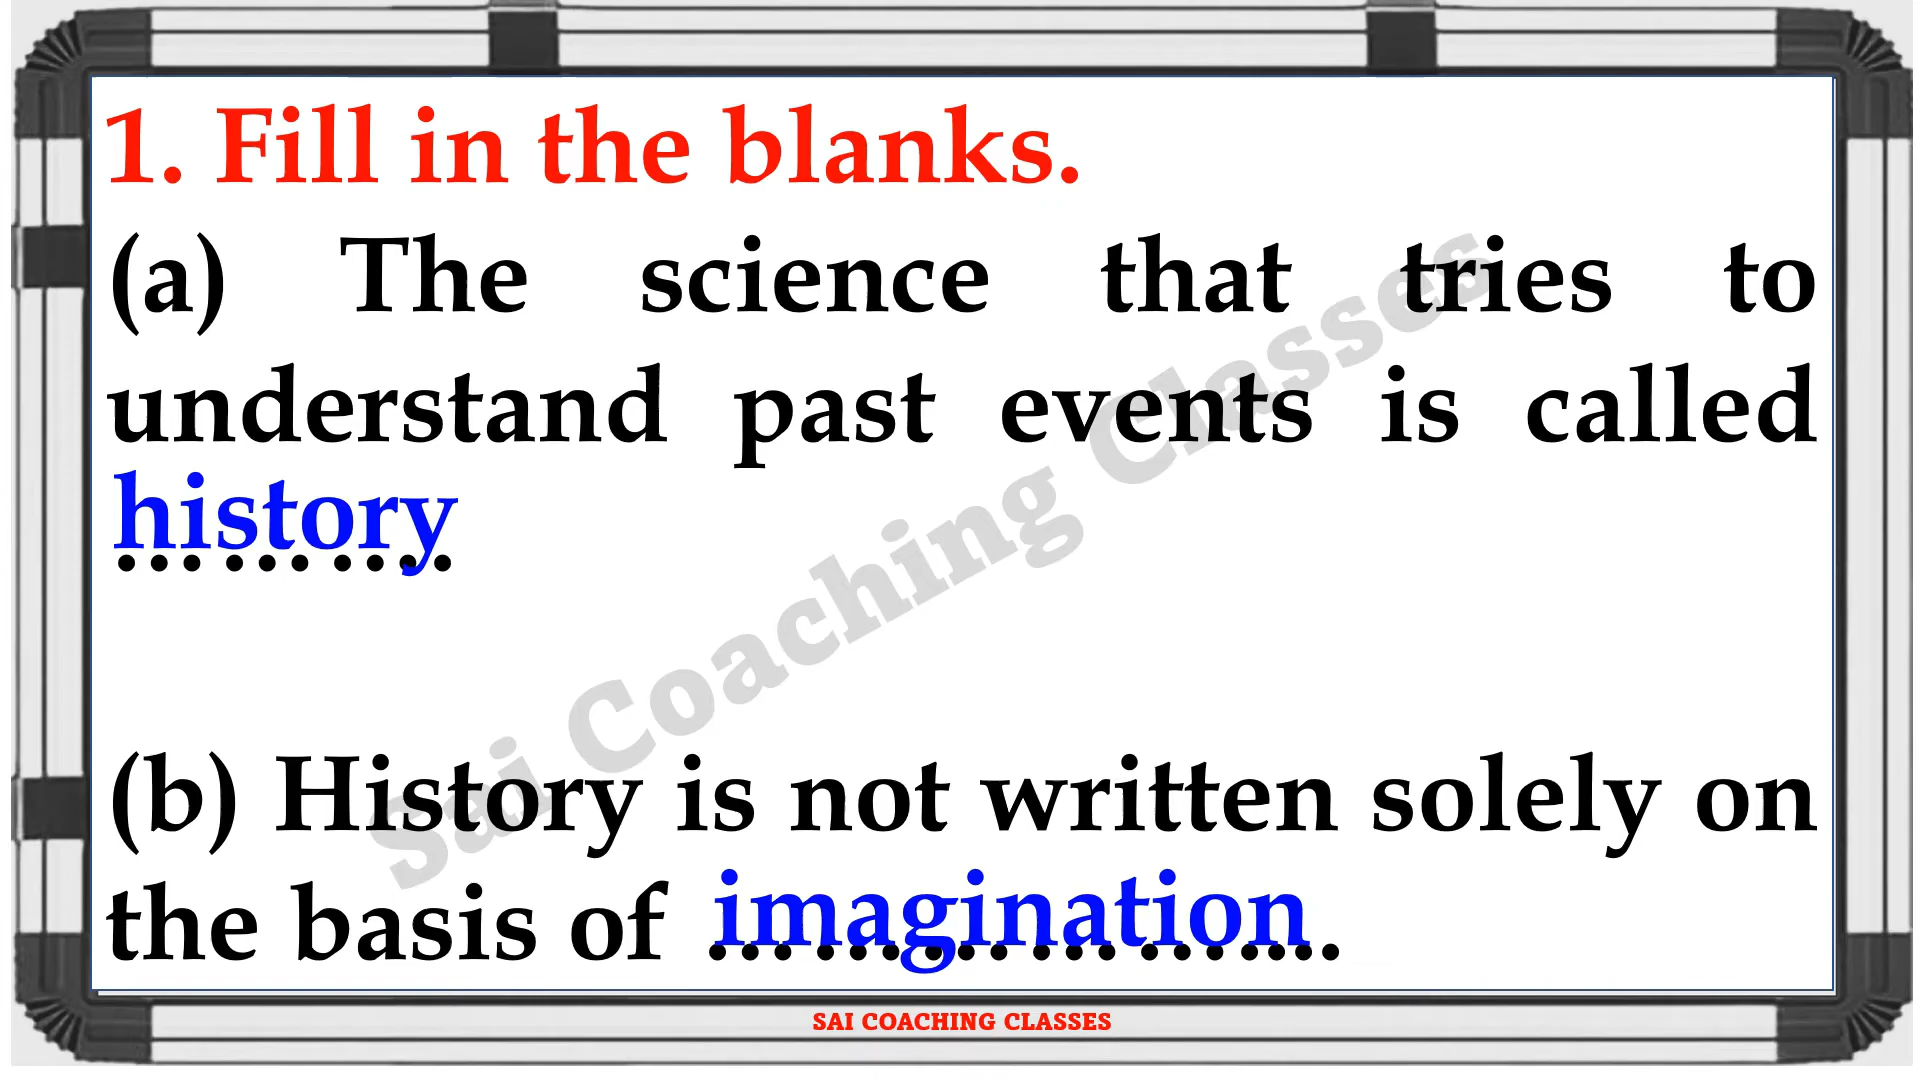 1. Fill in the blanks.
(a) The science that tries to
understand past events is called
history
……….
(b) History is not written solely on
the basis of imagination……………….
Sai Coaching Classes
SAI COACHING CLASSES